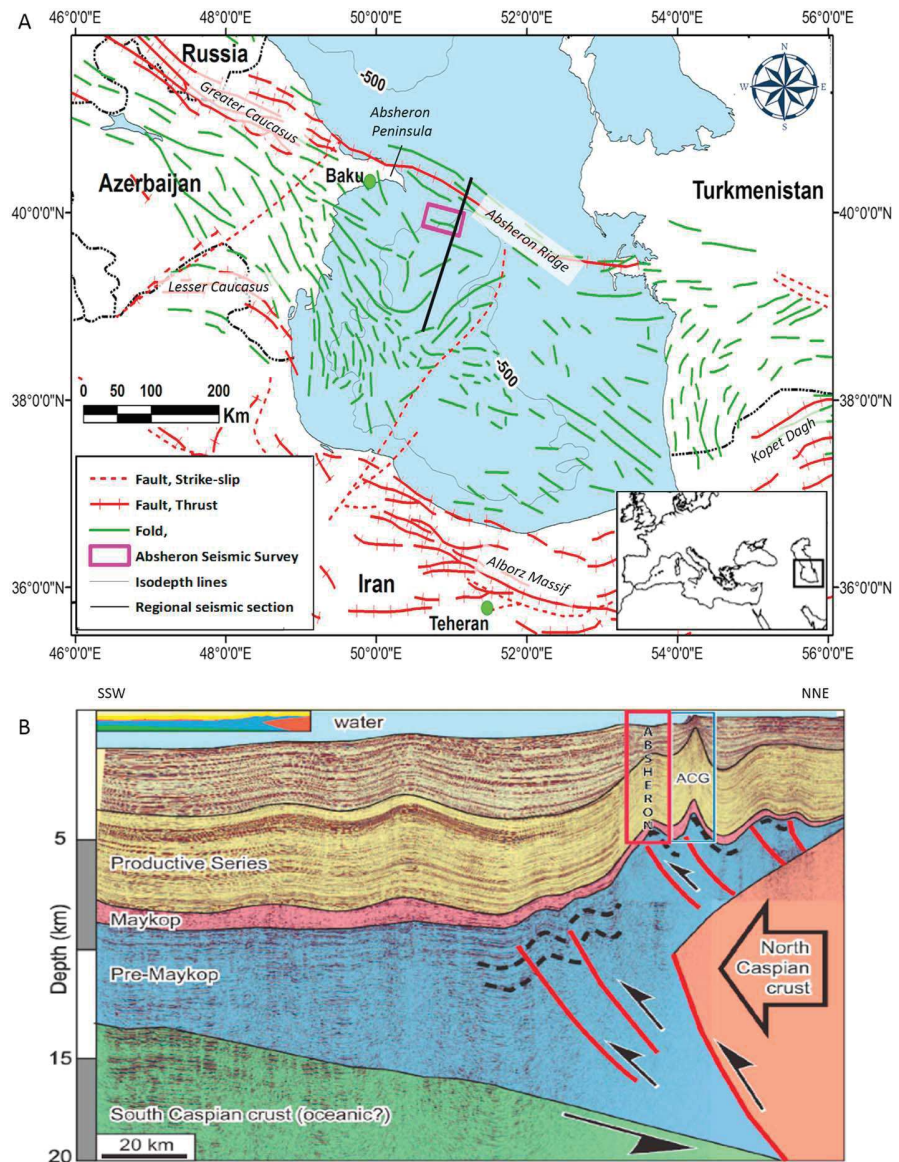 A
46°0'0"E 48°0'0"E 50°0'0"E 52°0'0"E 54°0'0"E 56°0'0"E
Russia
-500
N
W E
S
Greater Caucasus
Absheron
Peninsula
Baku
Azerbaijan
Turkmenistan
40°0'0"N
40°0'0"N
Absheron Ridge
Lesser Caucasus
-500
0 50 100 200
Km
38°0'0"N
38°0'0"N
Kopet Dagh
Fault, Strike-slip
Fault, Thrust
Fold,
Absheron Seismic Survey
Isodepth lines
Regional seismic section
36°0'0"N
36°0'0"N
Iran
Alborz Massif
Teheran
46°0'0"E 48°0'0"E 50°0'0"E 52°0'0"E 54°0'0"E 56°0'0"E
SSW NNE
B
water
ABSHERON
ACG
5
Productive Series
Maykop
Depth (km)
Pre-Maykop
North
Caspian
crust
15
South Caspian crust (oceanic?)
20 km
20